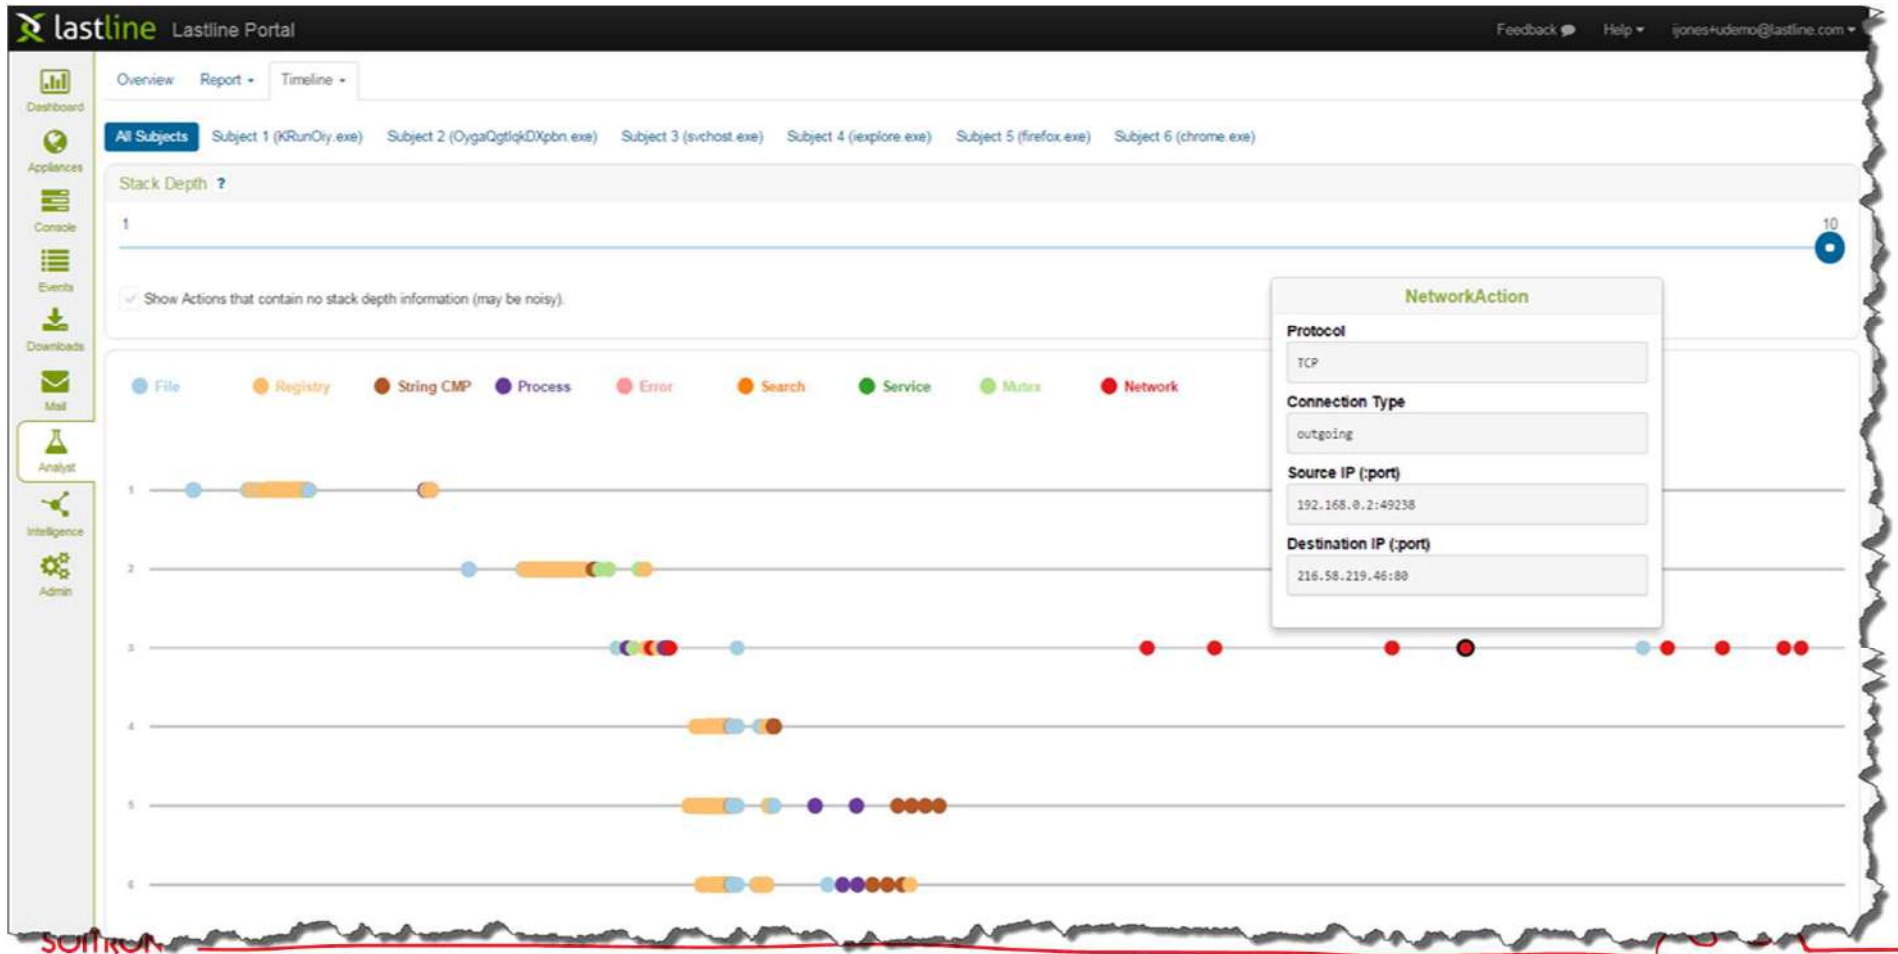 lastline Lastline Portal
Feedback Help ijones+udemo@lastline.com
Dashboard
Appliances
Console
Events
Downloads
Mail
Analyst
Intelligence
Admin
Overview Report Timeline
All Subjects Subject 1 (KRunOiy.exe) Subject 2 (OygaQgtlqkDXpbn.exe) Subject 3 (svchost.exe) Subject 4 (iexplore.exe) Subject 5 (firefox.exe) Subject 6 (chrome.exe)
Stack Depth ?
1 10
Show Actions that contain no stack depth information (may be noisy).
File Registry String CMP Process Error Search Service Mutex Network
NetworkAction
Protocol
TCP
Connection Type
outgoing
Source IP (:port)
192.168.0.2:49238
Destination IP (:port)
216.58.219.46:80
1
2
3
4
5
6